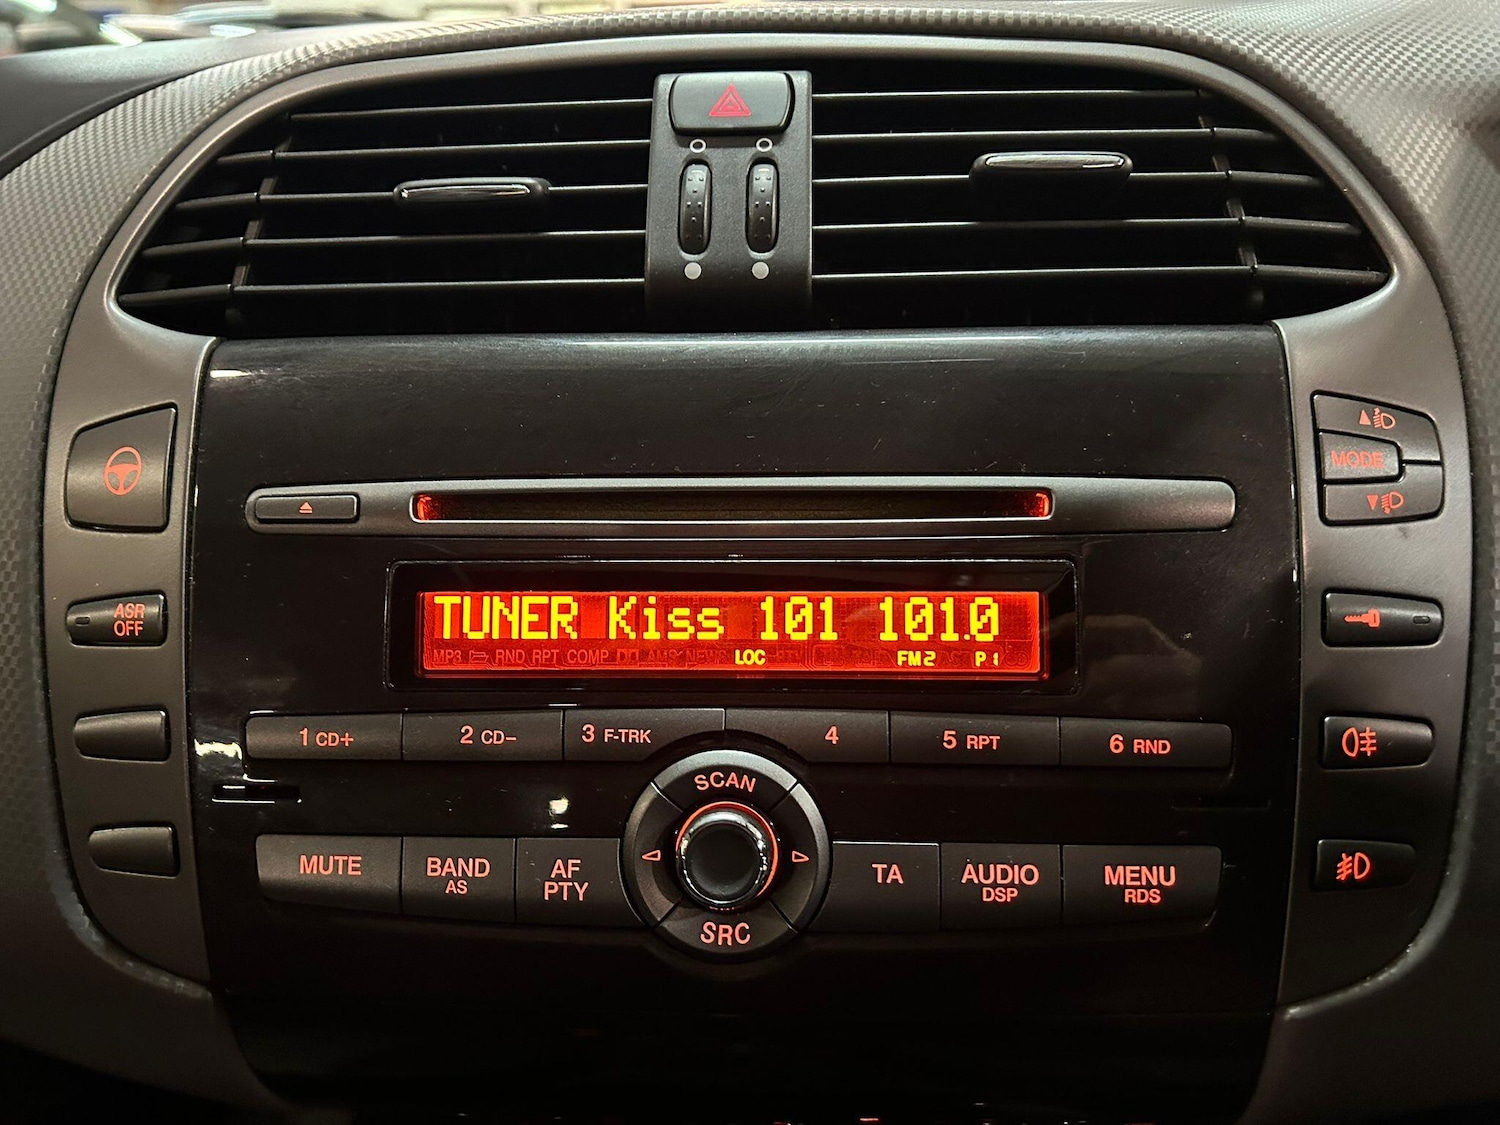 MODE
ASR
OFF
TUNER Kiss 101 101.0
MP3 RND RPT COMP AMS NEWS LOC FM2 P1
1 CD+ 2 CD- 3 F-TRK 4 5 RPT 6 RND
SCAN
MUTE BAND AF TA AUDIO MENU
AS PTY DSP RDS
SRC